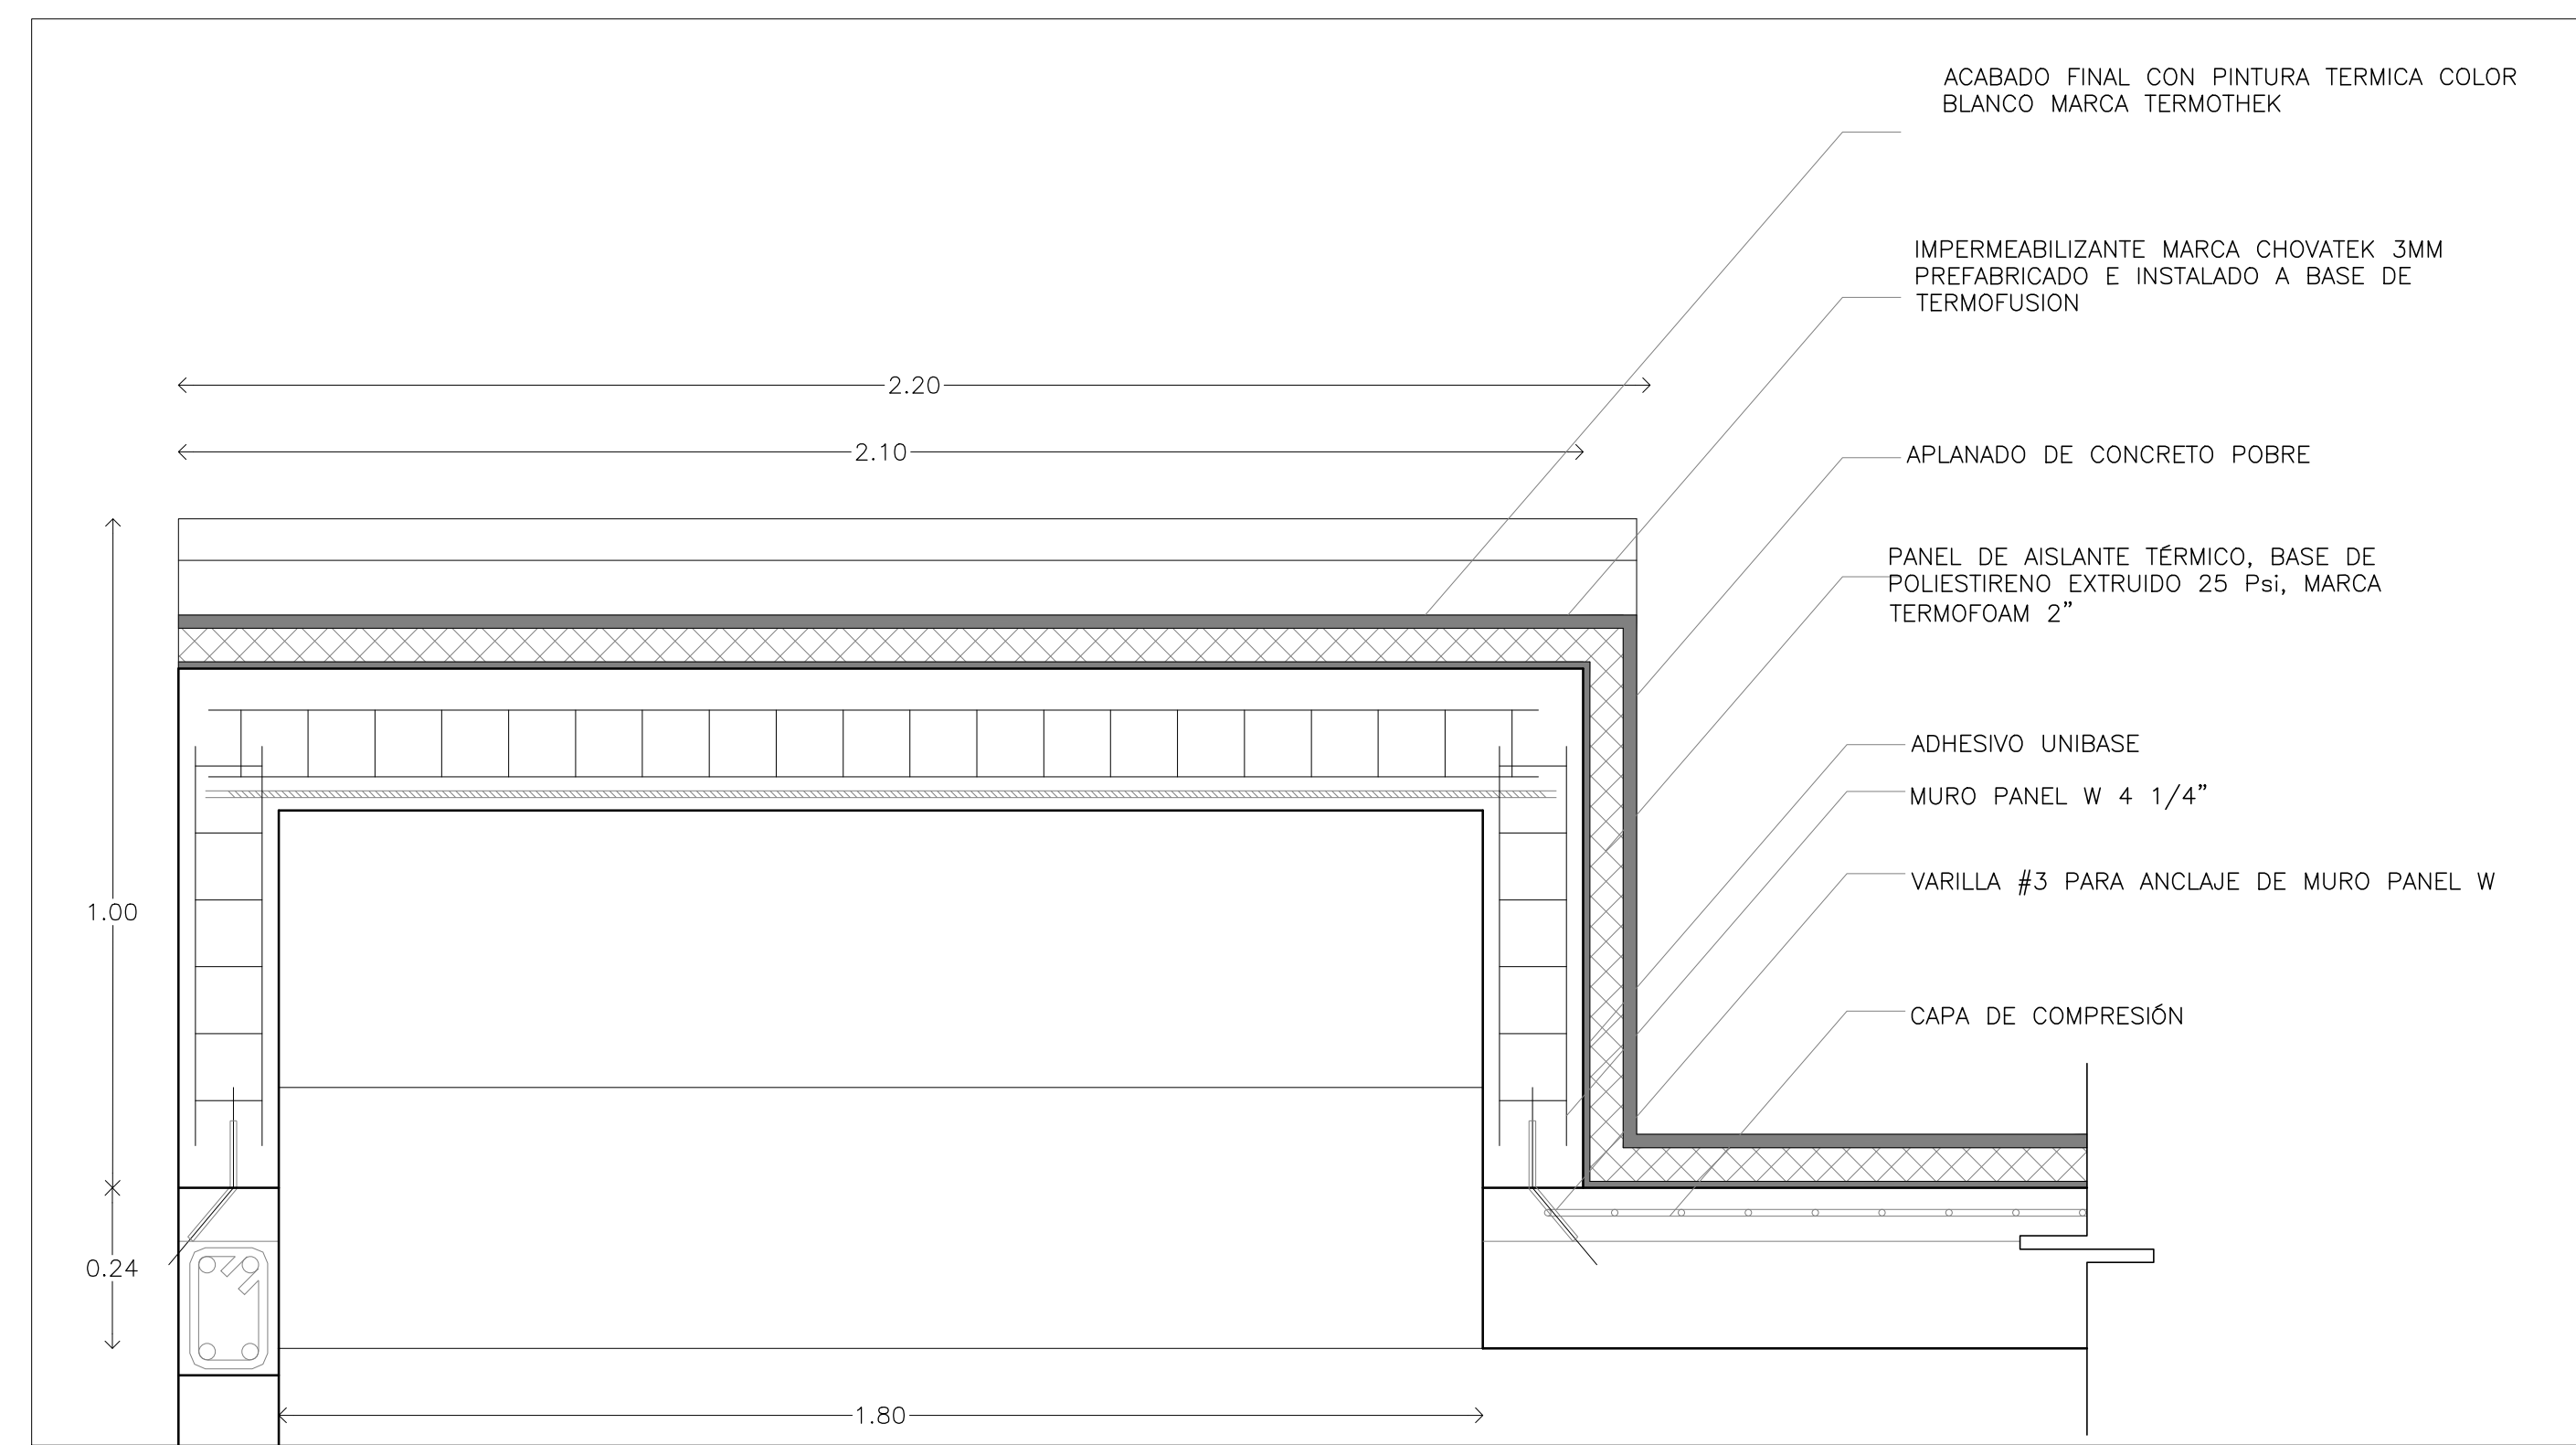 ACABADO FINAL CON PINTURA TERMICA COLOR
BLANCO MARCA TERMOTHEK
IMPERMEABILIZANTE MARCA CHOVATEK 3MM
PREFABRICADO E INSTALADO A BASE DE
TERMOFUSION
2.20
2.10
APLANADO DE CONCRETO POBRE
PANEL DE AISLANTE TÉRMICO, BASE DE
POLIESTIRENO EXTRUIDO 25 Psi, MARCA
TERMOFOAM 2”
ADHESIVO UNIBASE
MURO PANEL W 4 1/4”
VARILLA #3 PARA ANCLAJE DE MURO PANEL W
1.00
CAPA DE COMPRESIÓN
0.24
1.80